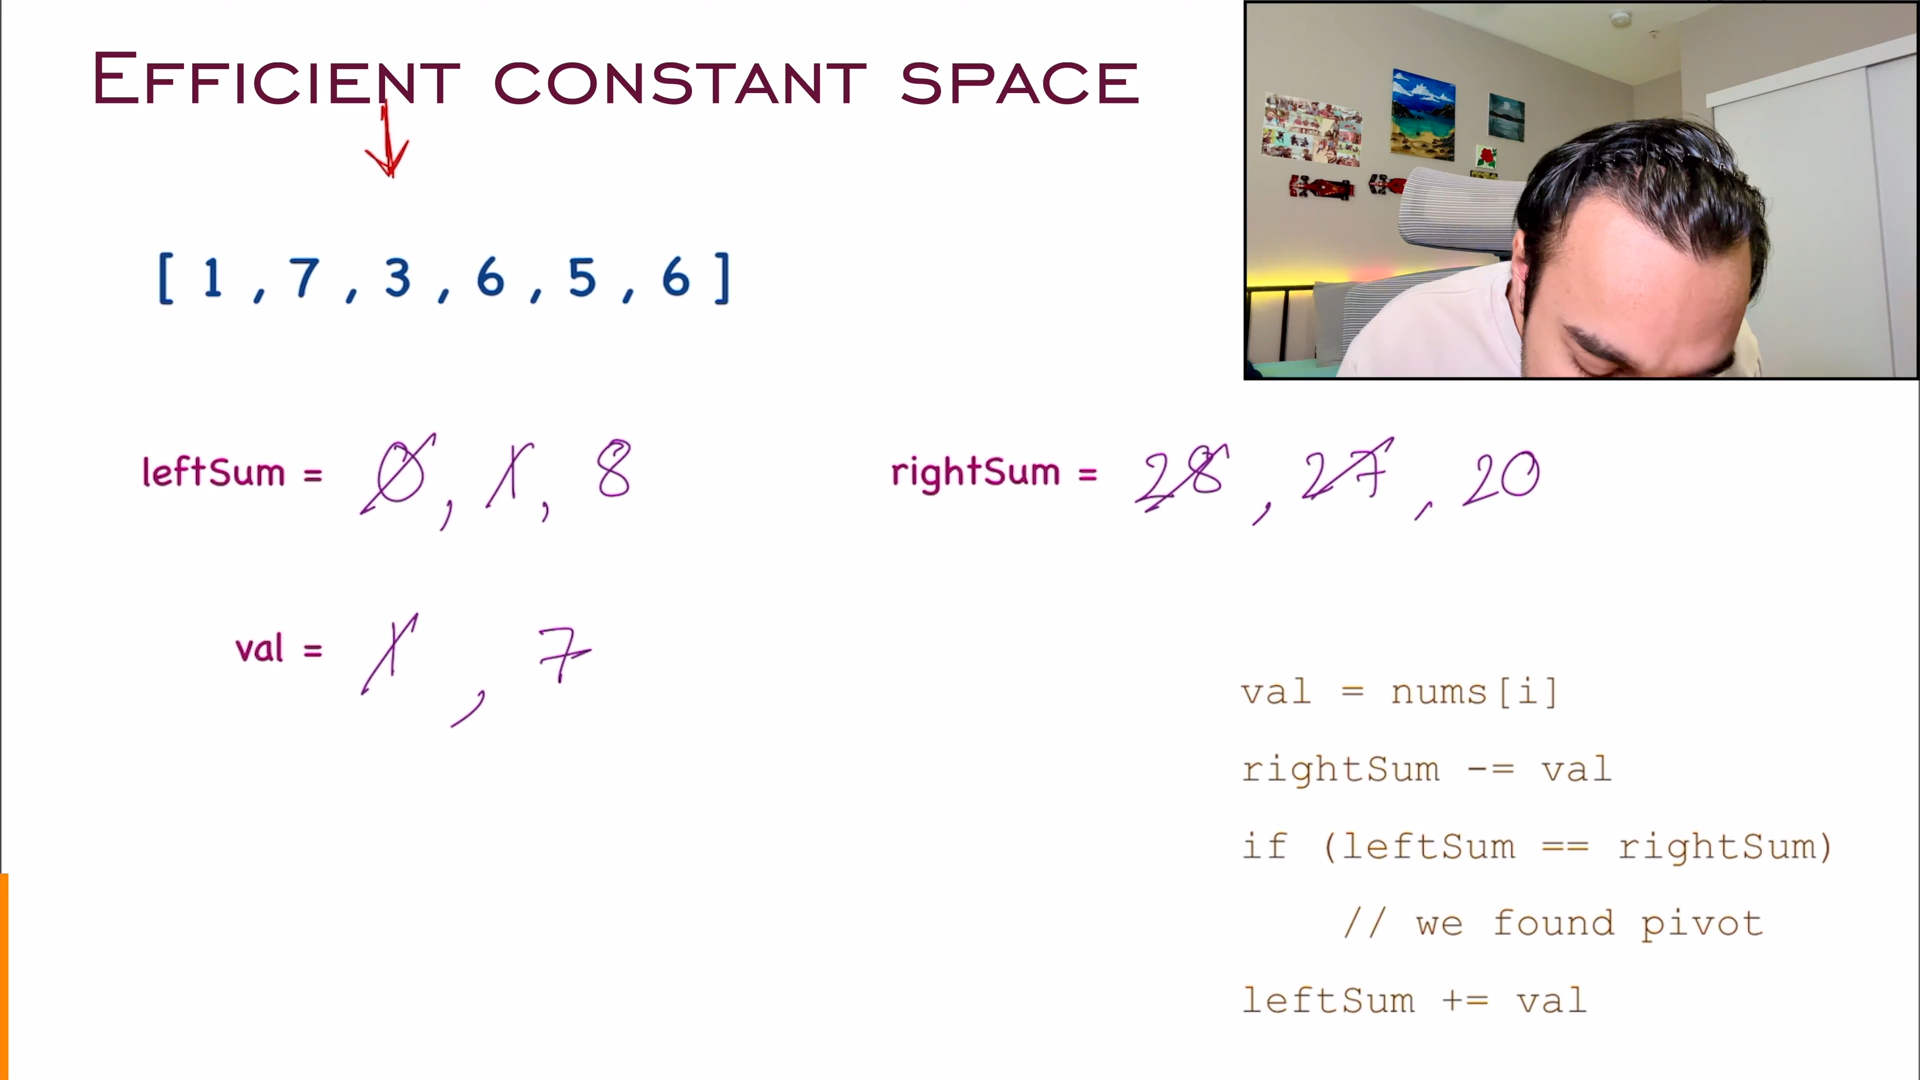 EFFICIENT CONSTANT SPACE
[ 1 , 7 , 3 , 6 , 5 , 6 ]
leftSum = 0, 1, 8
rightSum = 28, 27, 20
val = 1, 7
val = nums[i]
rightSum -= val
if (leftSum == rightSum)
// we found pivot
leftSum += val